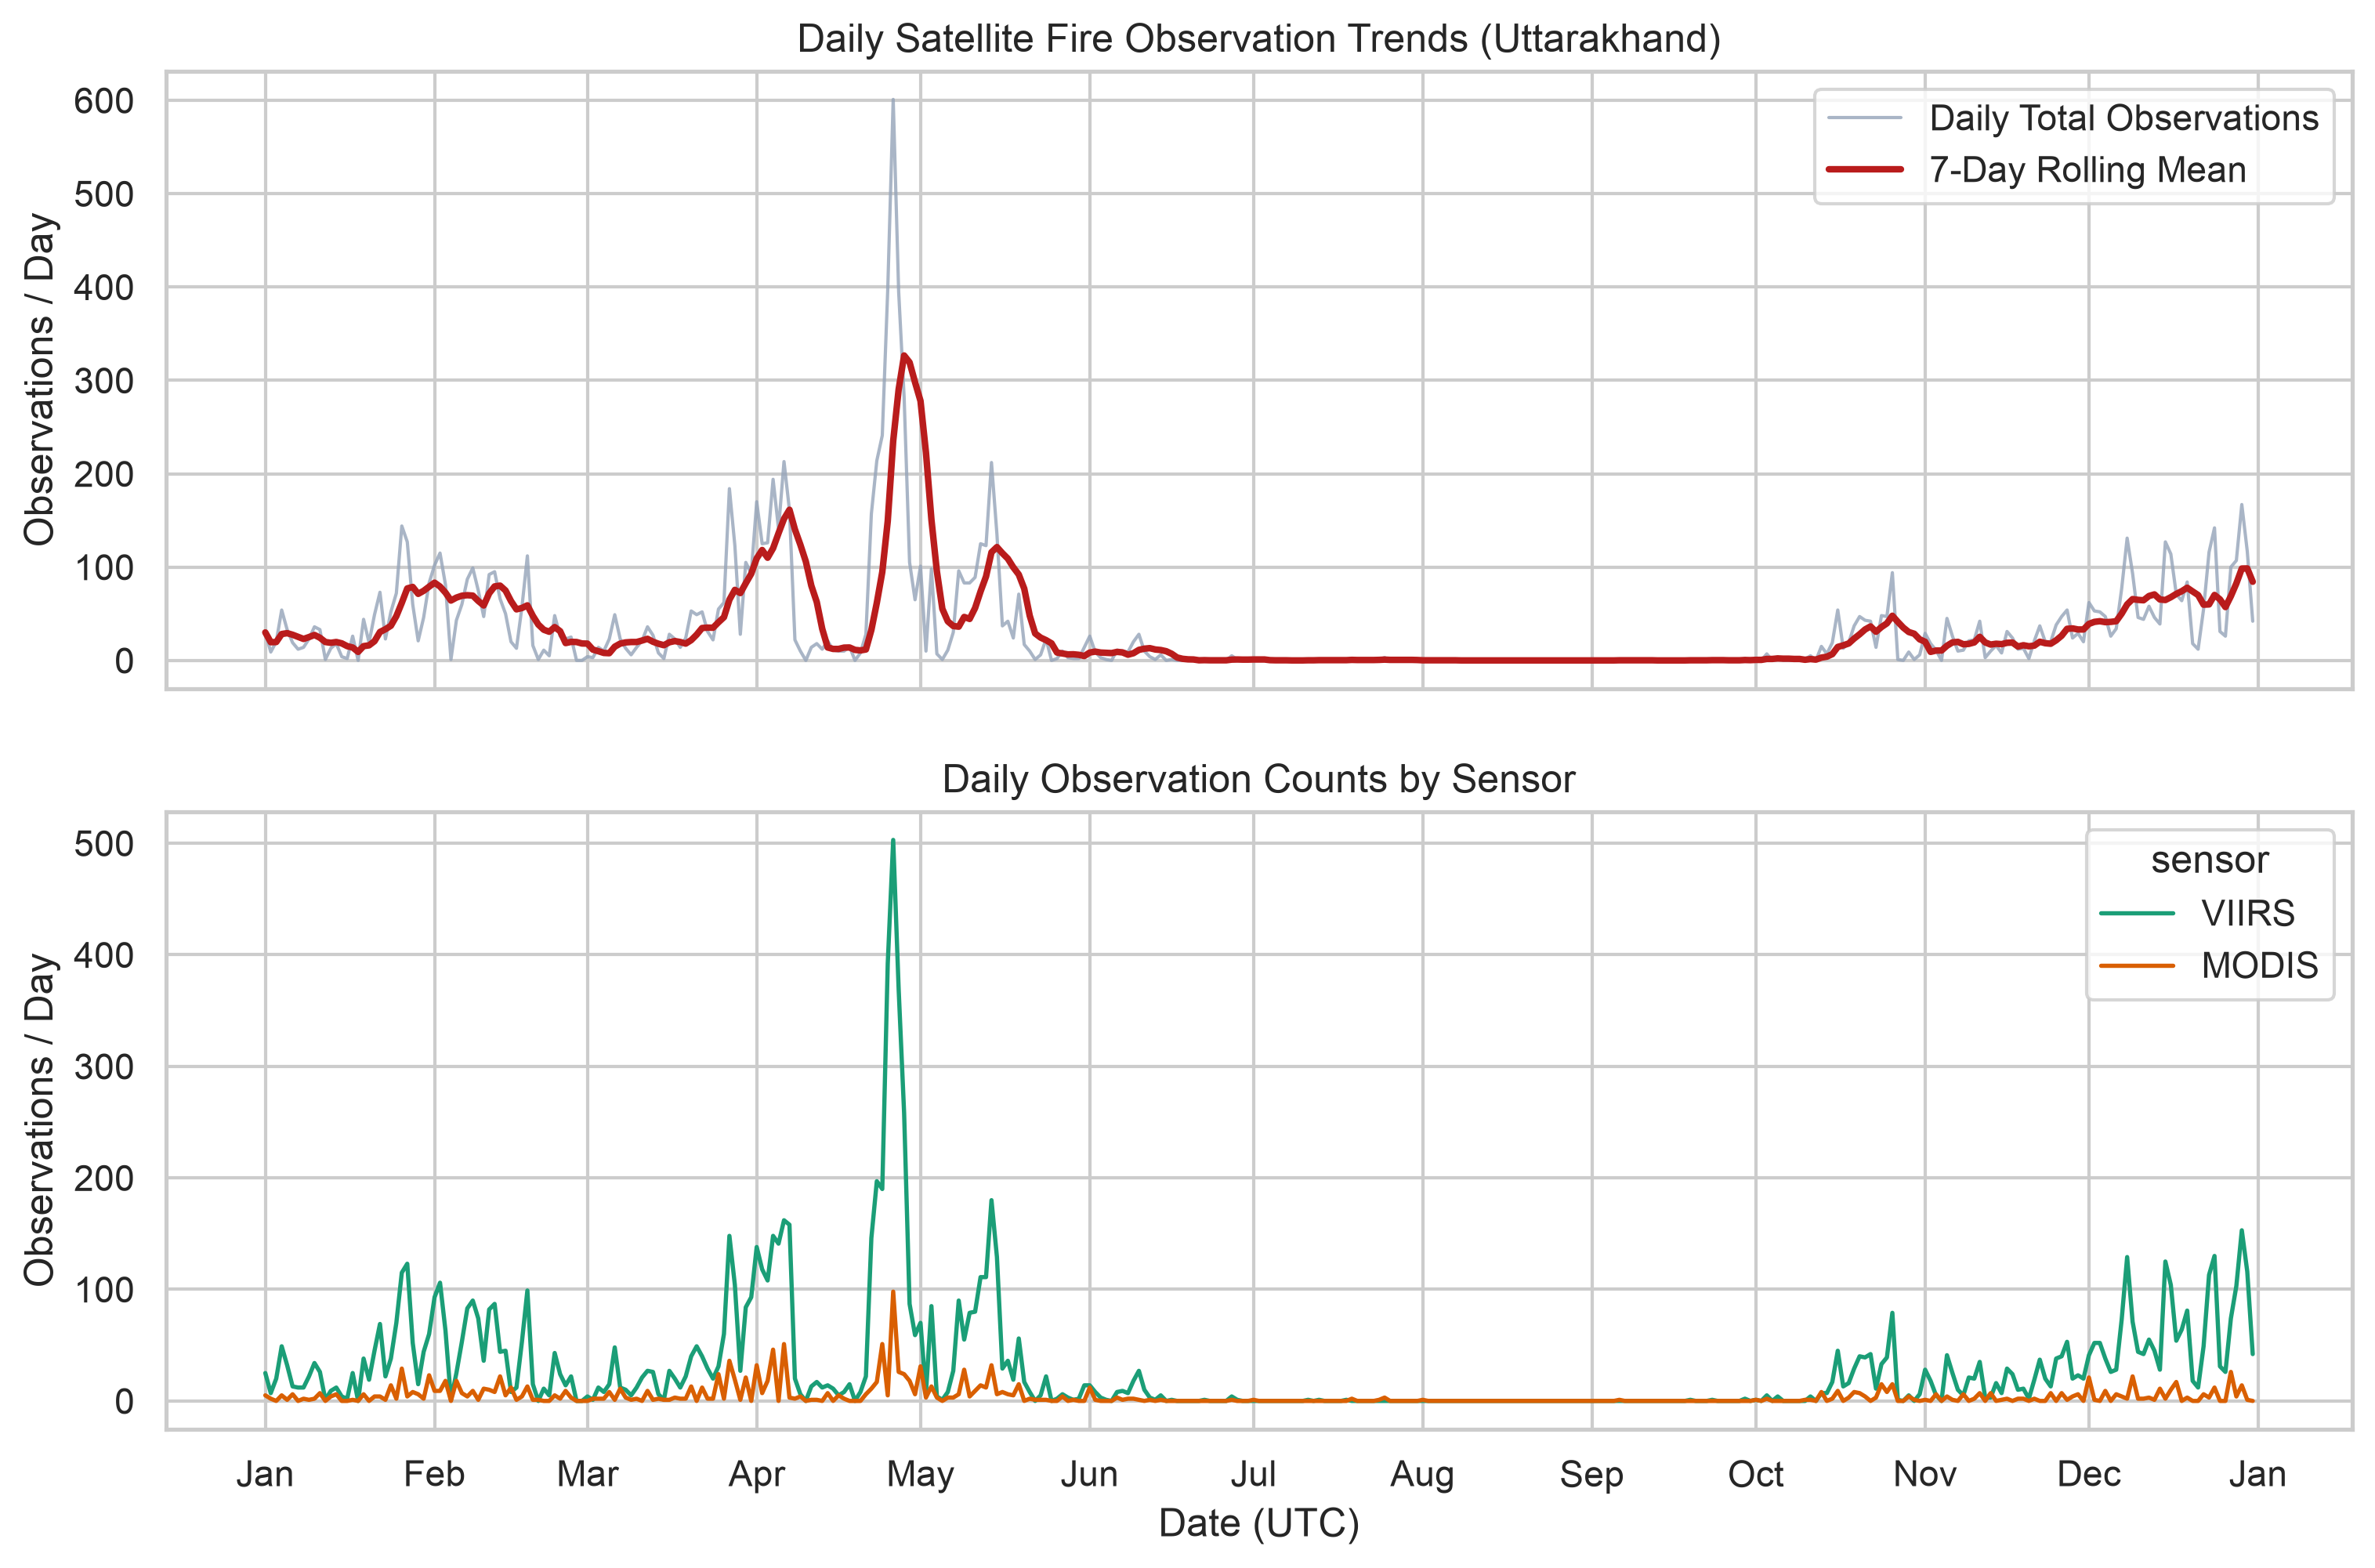 Daily Satellite Fire Observation Trends (Uttarakhand)
Observations / Day
600
500
400
300
200
100
0
Daily Total Observations
7-Day Rolling Mean
Daily Observation Counts by Sensor
Observations / Day
500
400
300
200
100
0
sensor
VIIRS
MODIS
Jan Feb Mar Apr May Jun Jul Aug Sep Oct Nov Dec Jan
Date (UTC)